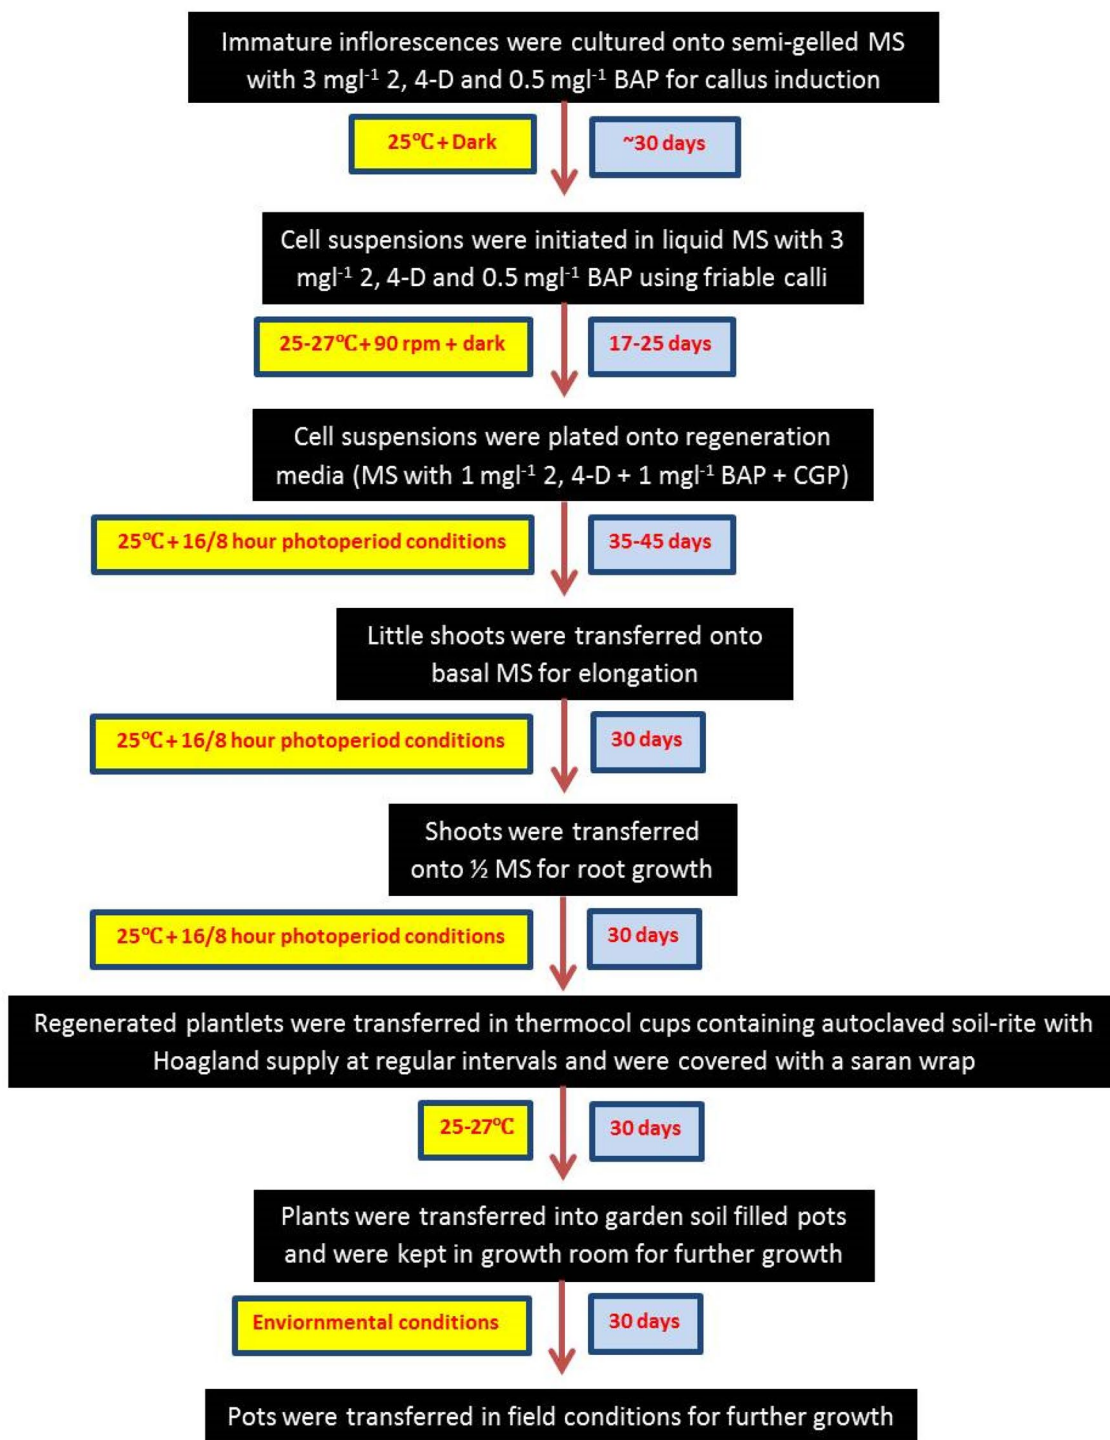 Immature inflorescences were cultured onto semi-gelled MS
with 3 mgl⁻¹ 2, 4-D and 0.5 mgl⁻¹ BAP for callus induction
25℃ + Dark
~30 days
Cell suspensions were initiated in liquid MS with 3
mgl⁻¹ 2, 4-D and 0.5 mgl⁻¹ BAP using friable calli
25-27℃ + 90 rpm + dark
17-25 days
Cell suspensions were plated onto regeneration
media (MS with 1 mgl⁻¹ 2, 4-D + 1 mgl⁻¹ BAP + CGP)
25℃ + 16/8 hour photoperiod conditions
35-45 days
Little shoots were transferred onto
basal MS for elongation
25℃ + 16/8 hour photoperiod conditions
30 days
Shoots were transferred
onto ½ MS for root growth
25℃ + 16/8 hour photoperiod conditions
30 days
Regenerated plantlets were transferred in thermocol cups containing autoclaved soil-rite with
Hoagland supply at regular intervals and were covered with a saran wrap
25-27℃
30 days
Plants were transferred into garden soil filled pots
and were kept in growth room for further growth
Enviornmental conditions
30 days
Pots were transferred in field conditions for further growth